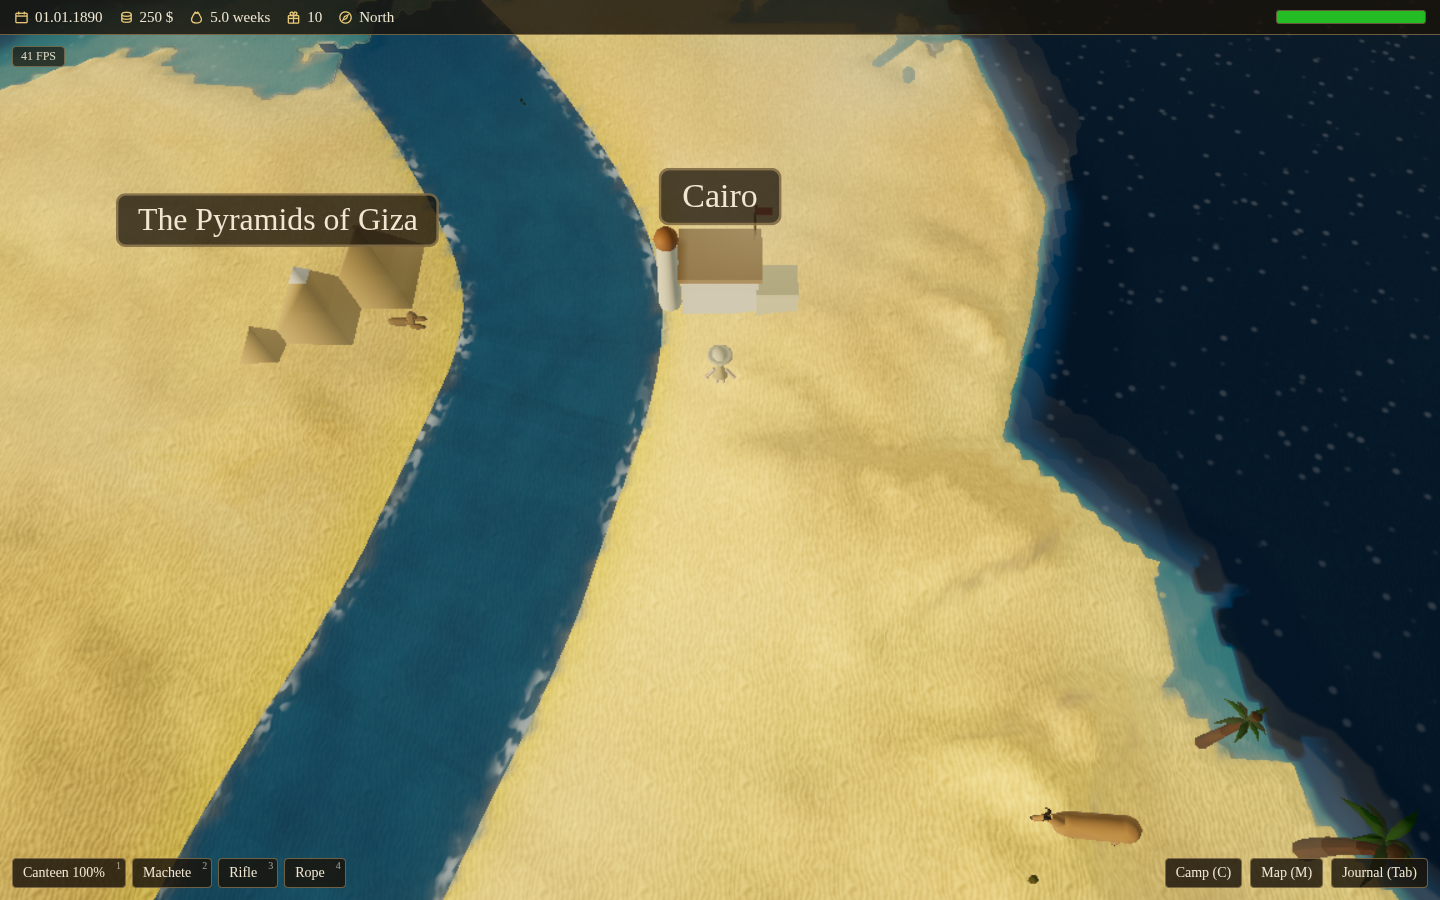 01.01.1890 250 $ 5.0 weeks 10 North
41 FPS
Cairo
The Pyramids of Giza
Canteen 100% 1 Machete 2 Rifle 3 Rope 4
Camp (C) Map (M) Journal (Tab)